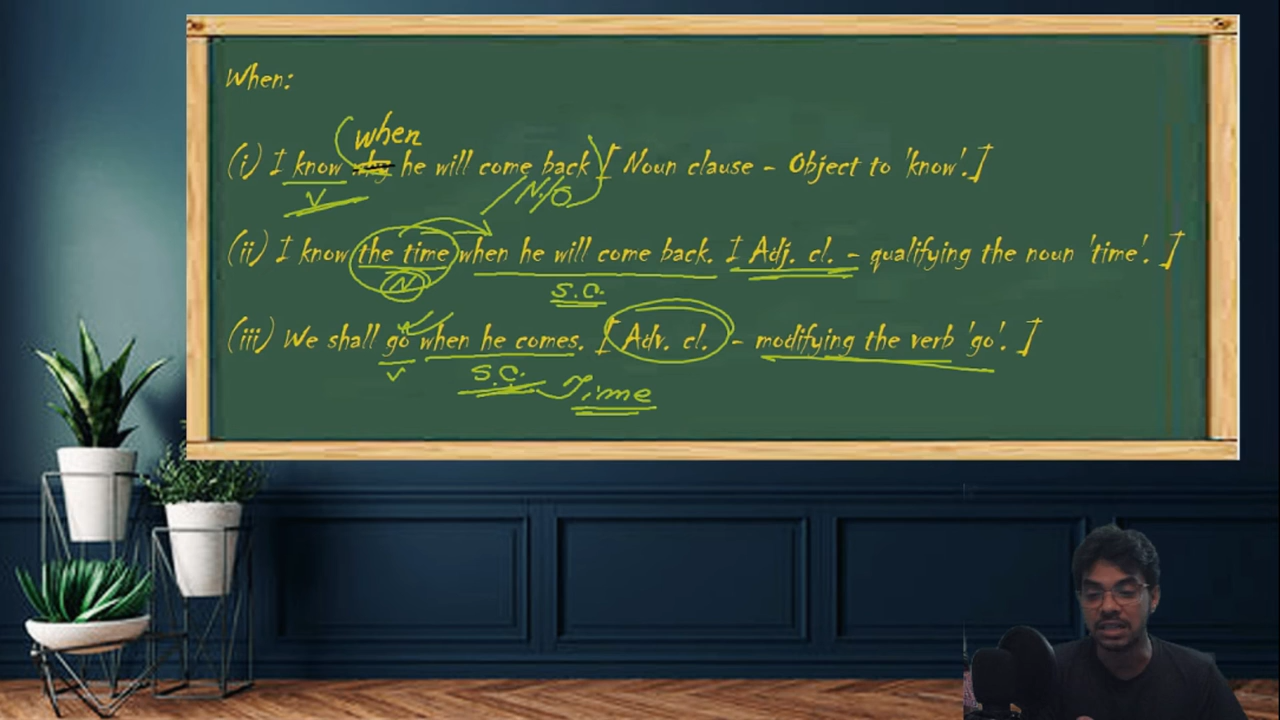 When:
when
(i) I know he will come back [ Noun clause - Object to 'know'. ]
V N/O
(ii) I know the time when he will come back. [ Adj. cl. - qualifying the noun 'time'. ]
N S.C.
(iii) We shall go when he comes. [ Adv. cl. - modifying the verb 'go'. ]
V S.C. Time